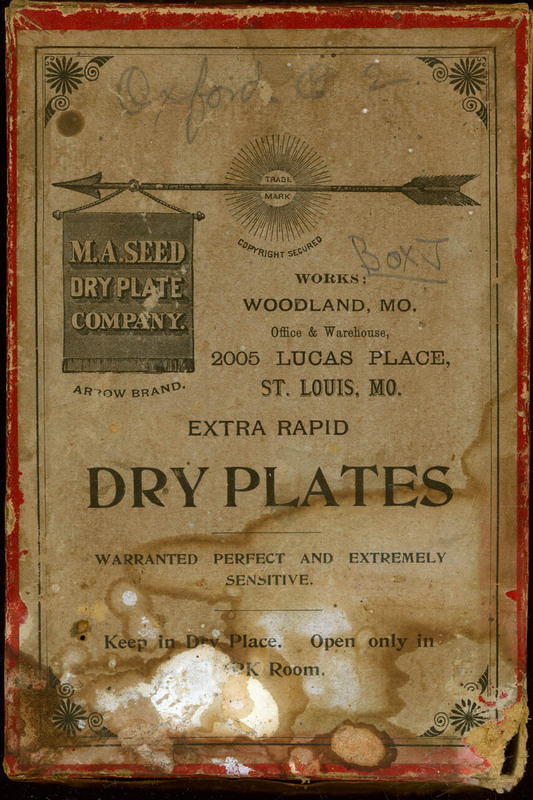 Oxford. O
TRADE
MARK
COPYRIGHT SECURED
M.A. SEED
DRY PLATE
COMPANY.
ARROW BRAND.
Box J
WORKS:
WOODLAND, MO.
Office & Warehouse,
2005 LUCAS PLACE,
ST. LOUIS, MO.
EXTRA RAPID
DRY PLATES
WARRANTED PERFECT AND EXTREMELY
SENSITIVE.
Keep in Dry Place. Open only in
RK Room.